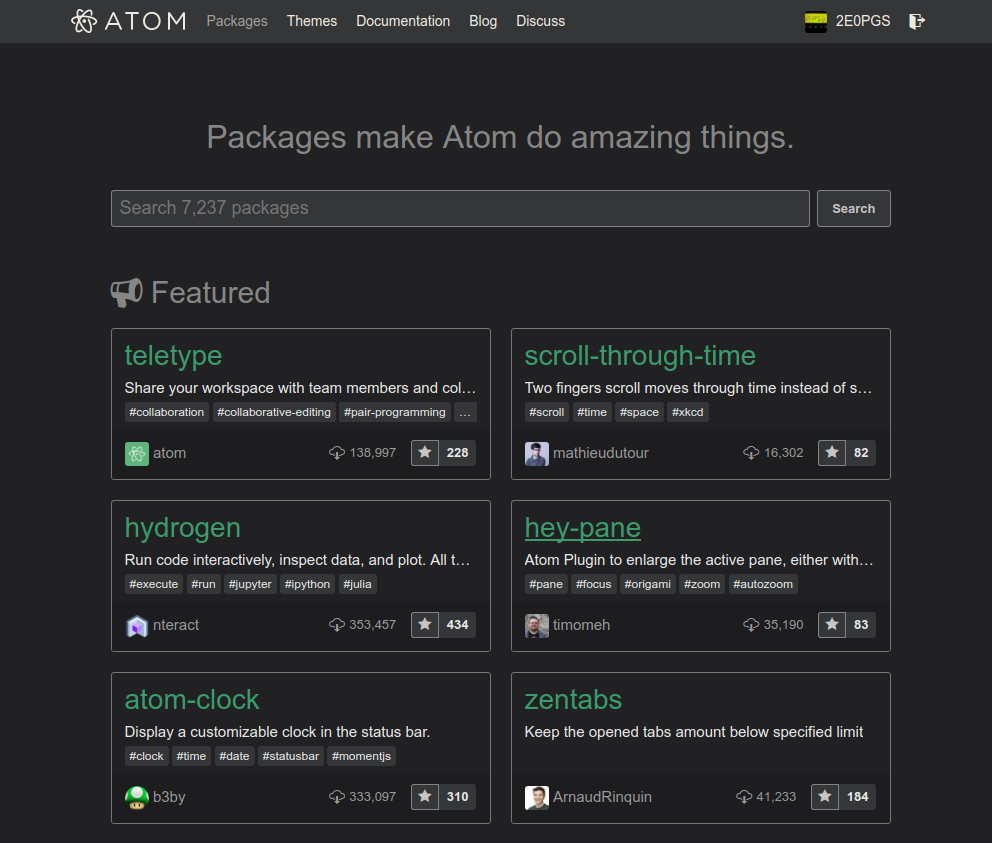 ATOM Packages Themes Documentation Blog Discuss 2E0PGS
Packages make Atom do amazing things.
Search 7,237 packages Search
Featured
teletype
Share your workspace with team members and col…
#collaboration #collaborative-editing #pair-programming …
atom 138,997 228
scroll-through-time
Two fingers scroll moves through time instead of s…
#scroll #time #space #xkcd
mathieudutour 16,302 82
hydrogen
Run code interactively, inspect data, and plot. All t…
#execute #run #jupyter #ipython #julia
nteract 353,457 434
hey-pane
Atom Plugin to enlarge the active pane, either with…
#pane #focus #origami #zoom #autozoom
timomeh 35,190 83
atom-clock
Display a customizable clock in the status bar.
#clock #time #date #statusbar #momentjs
b3by 333,097 310
zentabs
Keep the opened tabs amount below specified limit
ArnaudRinquin 41,233 184